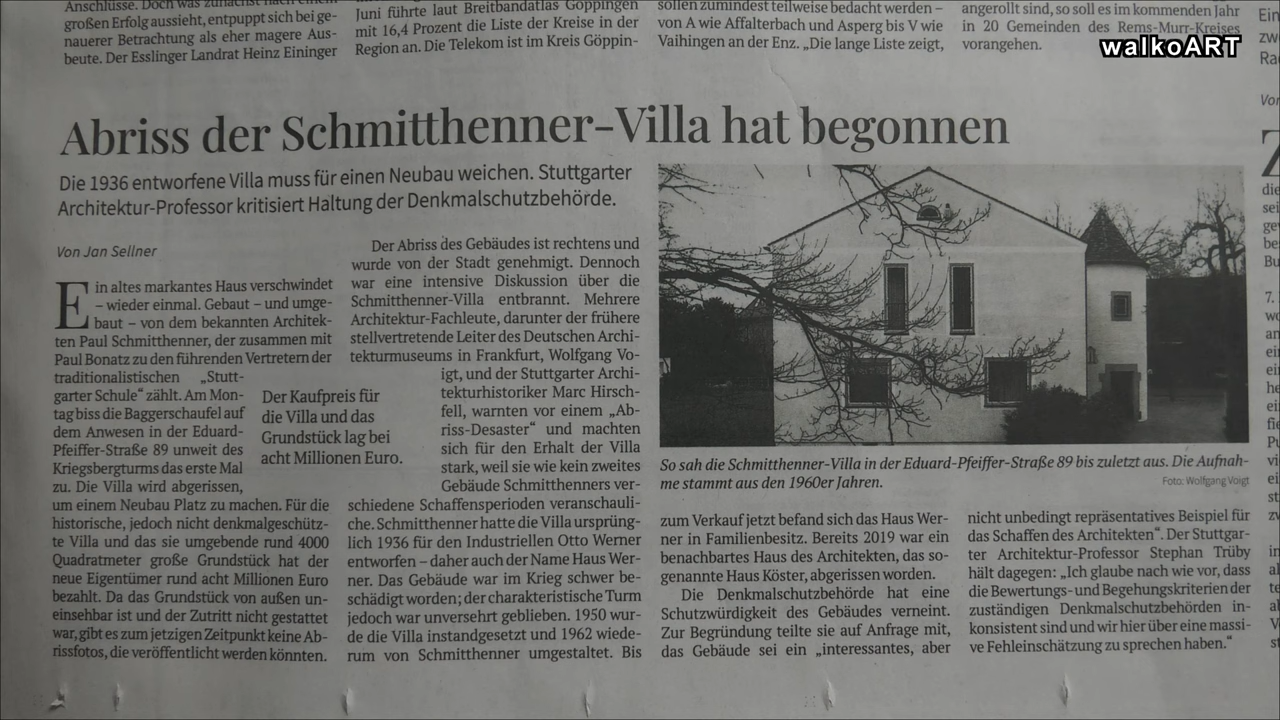 Anschlüsse. Doch was zunächst nach einem
großen Erfolg aussieht, entpuppt sich bei ge-
nauerer Betrachtung als eher magere Aus-
beute. Der Esslinger Landrat Heinz Eininger
Juni führte laut Breitbandatlas Göppingen
mit 16,4 Prozent die Liste der Kreise in der
Region an. Die Telekom ist im Kreis Göppin-
sollen zumindest teilweise bedacht werden –
von A wie Affalterbach und Asperg bis V wie
Vaihingen an der Enz. „Die lange Liste zeigt,
angerollt sind, so soll es im kommenden Jahr
in 20 Gemeinden des Rems-Murr-Kreises
vorangehen.
walkoART
Abriss der Schmitthenner-Villa hat begonnen
Die 1936 entworfene Villa muss für einen Neubau weichen. Stuttgarter
Architektur-Professor kritisiert Haltung der Denkmalschutzbehörde.
Von Jan Sellner
Ein altes markantes Haus verschwindet
– wieder einmal. Gebaut – und umge-
baut – von dem bekannten Architek-
ten Paul Schmitthenner, der zusammen mit
Paul Bonatz zu den führenden Vertretern der
traditionalistischen „Stutt-
garter Schule“ zählt. Am Mon-
tag biss die Baggerschaufel auf
dem Anwesen in der Eduard-
Pfeiffer-Straße 89 unweit des
Kriegsbergturms das erste Mal
zu. Die Villa wird abgerissen,
um einem Neubau Platz zu machen. Für die
historische, jedoch nicht denkmalgeschütz-
te Villa und das sie umgebende rund 4000
Quadratmeter große Grundstück hat der
neue Eigentümer rund acht Millionen Euro
bezahlt. Da das Grundstück von außen un-
einsehbar ist und der Zutritt nicht gestattet
war, gibt es zum jetzigen Zeitpunkt keine Ab-
rissfotos, die veröffentlicht werden könnten.
Der Kaufpreis für
die Villa und das
Grundstück lag bei
acht Millionen Euro.
Der Abriss des Gebäudes ist rechtens und
wurde von der Stadt genehmigt. Dennoch
war eine intensive Diskussion über die
Schmitthenner-Villa entbrannt. Mehrere
Architektur-Fachleute, darunter der frühere
stellvertretende Leiter des Deutschen Archi-
tekturmuseums in Frankfurt, Wolfgang Vo-
igt, und der Stuttgarter Archi-
tekturhistoriker Marc Hirsch-
fell, warnten vor einem „Ab-
riss-Desaster“ und machten
sich für den Erhalt der Villa
stark, weil sie wie kein zweites
Gebäude Schmitthenners ver-
schiedene Schaffensperioden veranschauli-
che. Schmitthenner hatte die Villa ursprüng-
lich 1936 für den Industriellen Otto Werner
entworfen – daher auch der Name Haus Wer-
ner. Das Gebäude war im Krieg schwer be-
schädigt worden; der charakteristische Turm
jedoch war unversehrt geblieben. 1950 wur-
de die Villa instandgesetzt und 1962 wiede-
rum von Schmitthenner umgestaltet. Bis
So sah die Schmitthenner-Villa in der Eduard-Pfeiffer-Straße 89 bis zuletzt aus. Die Aufnah-
me stammt aus den 1960er Jahren.
Foto: Wolfgang Voigt
zum Verkauf jetzt befand sich das Haus Wer-
ner in Familienbesitz. Bereits 2019 war ein
benachbartes Haus des Architekten, das so-
genannte Haus Köster, abgerissen worden.
Die Denkmalschutzbehörde hat eine
Schutzwürdigkeit des Gebäudes verneint.
Zur Begründung teilte sie auf Anfrage mit,
das Gebäude sei ein „interessantes, aber
nicht unbedingt repräsentatives Beispiel für
das Schaffen des Architekten“. Der Stuttgar-
ter Architektur-Professor Stephan Trüby
hält dagegen: „Ich glaube nach wie vor, dass
die Bewertungs- und Begehungskriterien der
zuständigen Denkmalschutzbehörden in-
konsistent sind und wir hier über eine massi-
ve Fehleinschätzung zu sprechen haben.“